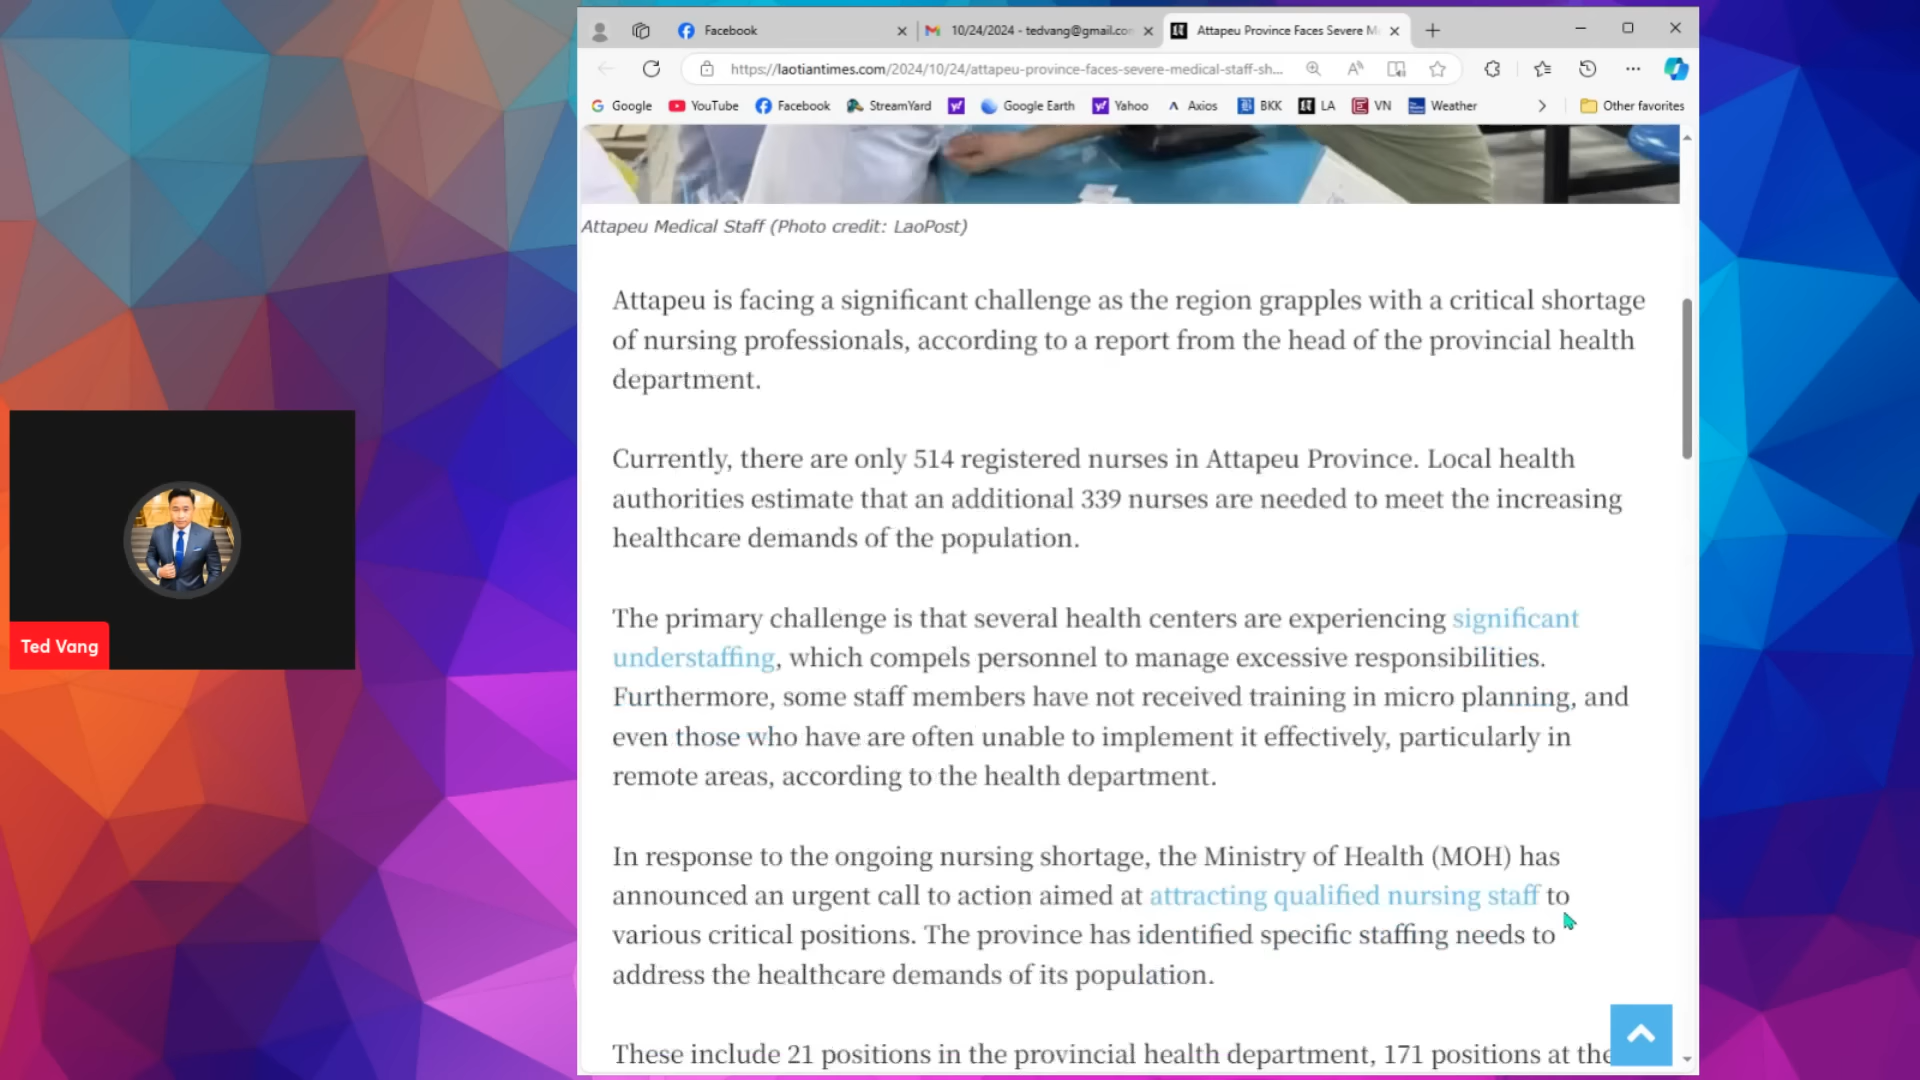 Facebook
10/24/2024 - tedvang@gmail.co
Attapeu Province Faces Severe M
https://laotiantimes.com/2024/10/24/attapeu-province-faces-severe-medical-staff-sh...
Google YouTube Facebook StreamYard Google Earth Yahoo Axios BKK LA VN Weather Other favorites
Attapeu Medical Staff (Photo credit: LaoPost)
Attapeu is facing a significant challenge as the region grapples with a critical shortage
of nursing professionals, according to a report from the head of the provincial health
department.
Currently, there are only 514 registered nurses in Attapeu Province. Local health
authorities estimate that an additional 339 nurses are needed to meet the increasing
healthcare demands of the population.
The primary challenge is that several health centers are experiencing significant
understaffing, which compels personnel to manage excessive responsibilities.
Furthermore, some staff members have not received training in micro planning, and
even those who have are often unable to implement it effectively, particularly in
remote areas, according to the health department.
In response to the ongoing nursing shortage, the Ministry of Health (MOH) has
announced an urgent call to action aimed at attracting qualified nursing staff to
various critical positions. The province has identified specific staffing needs to
address the healthcare demands of its population.
These include 21 positions in the provincial health department, 171 positions at the
Ted Vang